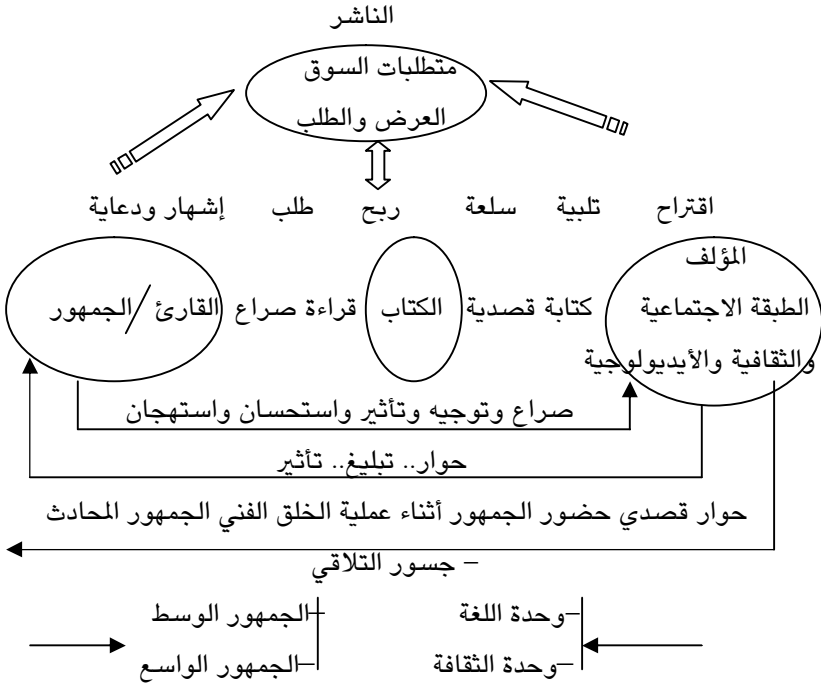 الناشر
متطلبات السوق
العرض والطلب
اقتراح تلبية سلعة ربح طلب إشهار ودعاية
المؤلف
الطبقة الاجتماعية كتابة قصدية الكتاب قراءة صراع القارئ/الجمهور
والثقافية والأيديولوجية
صراع وتوجيه وتأثير واستحسان واستهجان
حوار.. تبليغ.. تأثير
حوار قصدي حضور الجمهور أثناء عملية الخلق الفني الجمهور المحادث
– جسور التلاقي
–وحدة اللغة –الجمهور الوسط
–وحدة الثقافة –الجمهور الواسع